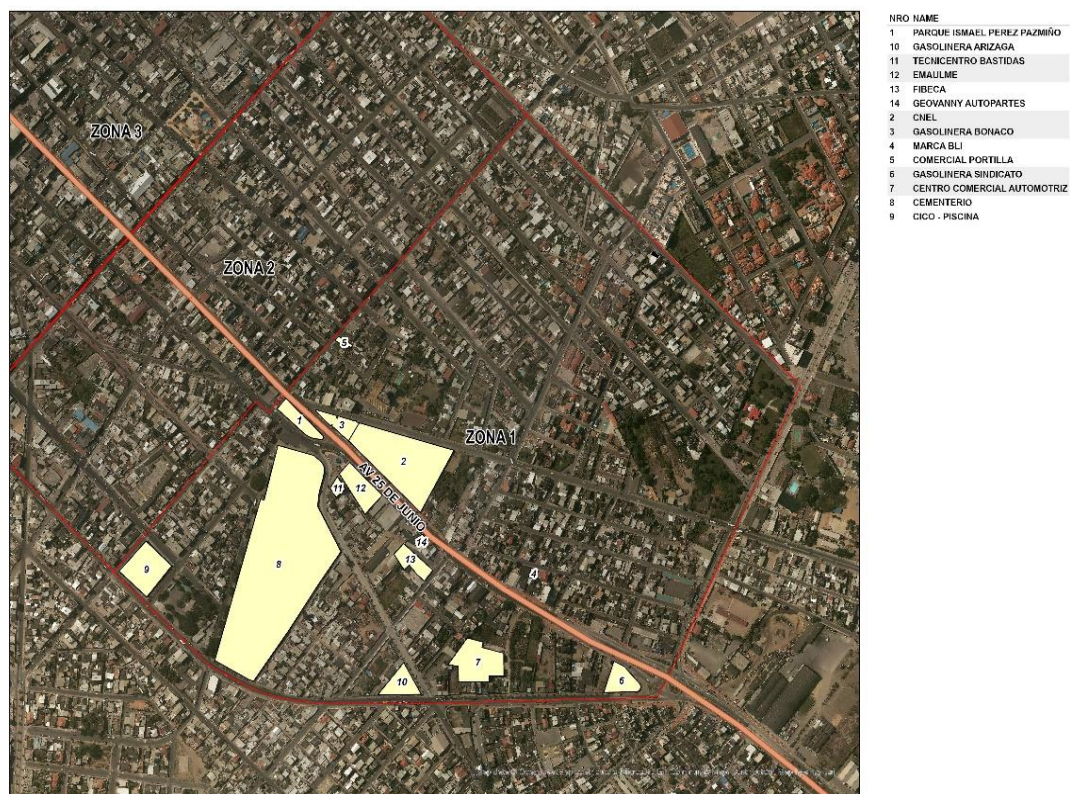 NRO NAME
1 PARQUE ISMAEL PEREZ PAZMIÑO
10 GASOLINERA ARIZAGA
11 TECNICENTRO BASTIDAS
12 EMAULME
13 FIBECA
14 GEOVANNY AUTOPARTES
2 CNEL
3 GASOLINERA BONACO
4 MARCA BLI
5 COMERCIAL PORTILLA
6 GASOLINERA SINDICATO
7 CENTRO COMERCIAL AUTOMOTRIZ
8 CEMENTERIO
9 CICO - PISCINA
ZONA 3
ZONA 2
5
1
3
ZONA 1
2
AV 25 DE JUNIO
11
12
14
13
8
9
4
7
10
6